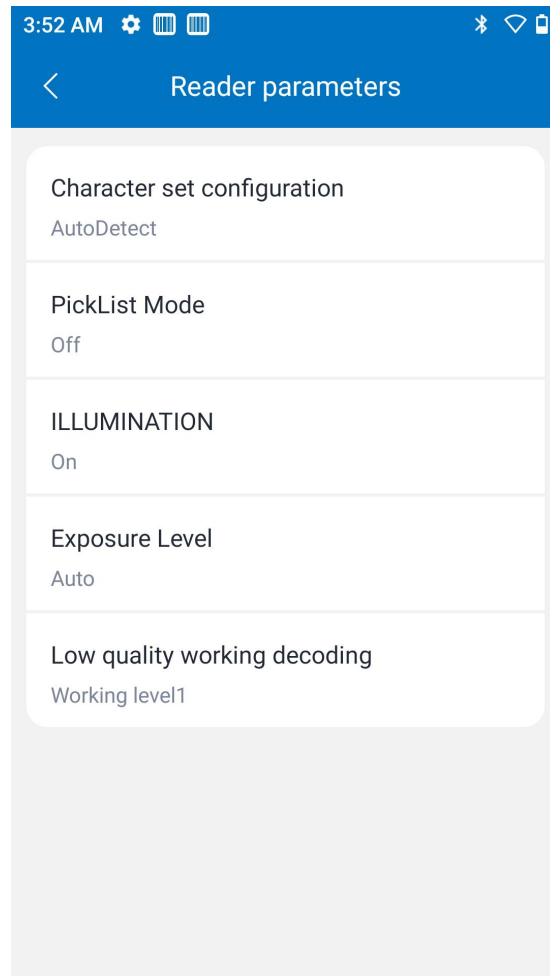 3:52 AM
Reader parameters
Character set configuration
AutoDetect
PickList Mode
Off
ILLUMINATION
On
Exposure Level
Auto
Low quality working decoding
Working level1